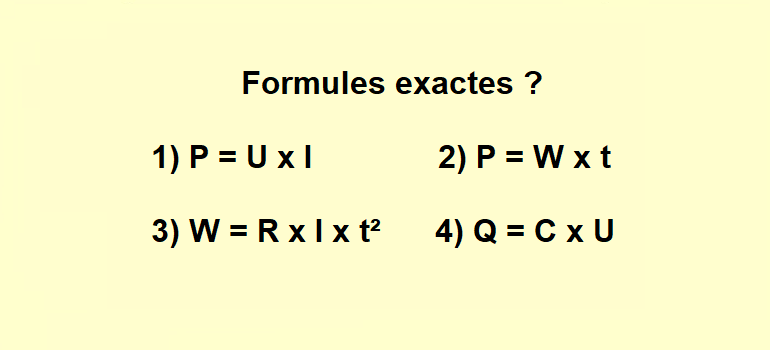 Formules exactes ?
1) P = U x I 2) P = W x t
3) W = R x I x t² 4) Q = C x U